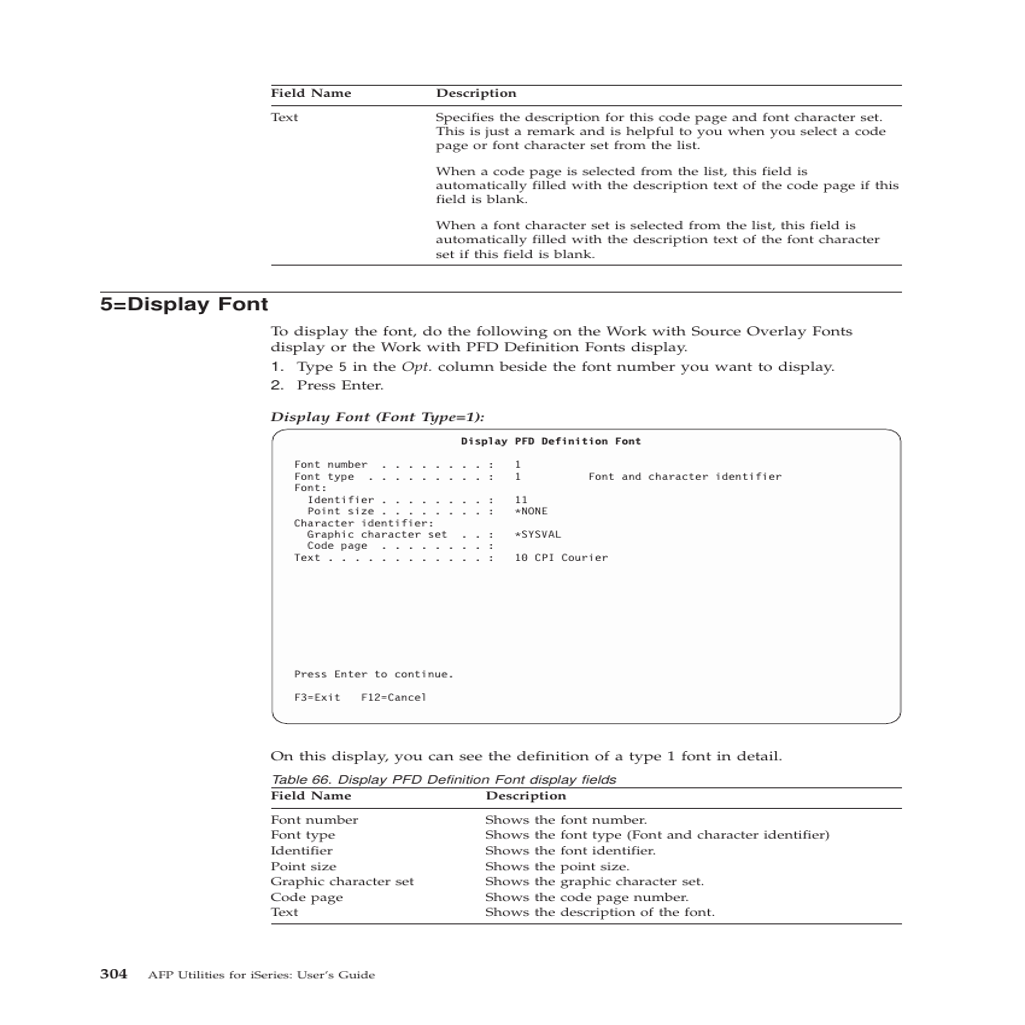 Field Name Description
Text Specifies the description for this code page and font character set.
This is just a remark and is helpful to you when you select a code
page or font character set from the list.
When a code page is selected from the list, this field is
automatically filled with the description text of the code page if this
field is blank.
When a font character set is selected from the list, this field is
automatically filled with the description text of the font character
set if this field is blank.
5=Display Font
To display the font, do the following on the Work with Source Overlay Fonts
display or the Work with PFD Definition Fonts display.
1. Type 5 in the Opt. column beside the font number you want to display.
2. Press Enter.
Display Font (Font Type=1):
Display PFD Definition Font
Font number . . . . . . . . : 1
Font type . . . . . . . . . : 1 Font and character identifier
Font:
Identifier . . . . . . . . : 11
Point size . . . . . . . . : *NONE
Character identifier:
Graphic character set . . : *SYSVAL
Code page . . . . . . . . :
Text . . . . . . . . . . . . : 10 CPI Courier
Press Enter to continue.
F3=Exit F12=Cancel
On this display, you can see the definition of a type 1 font in detail.
Table 66. Display PFD Definition Font display fields
Field Name Description
Font number Shows the font number.
Font type Shows the font type (Font and character identifier)
Identifier Shows the font identifier.
Point size Shows the point size.
Graphic character set Shows the graphic character set.
Code page Shows the code page number.
Text Shows the description of the font.
304 AFP Utilities for iSeries: User's Guide